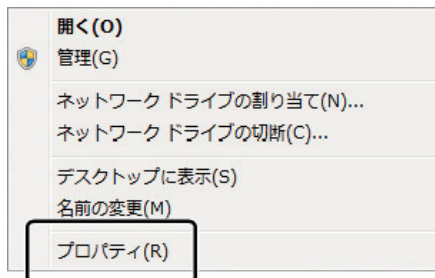 開く(O)
管理(G)
ネットワーク ドライブの割り当て(N)...
ネットワーク ドライブの切断(C)...
デスクトップに表示(S)
名前の変更(M)
プロパティ(R)